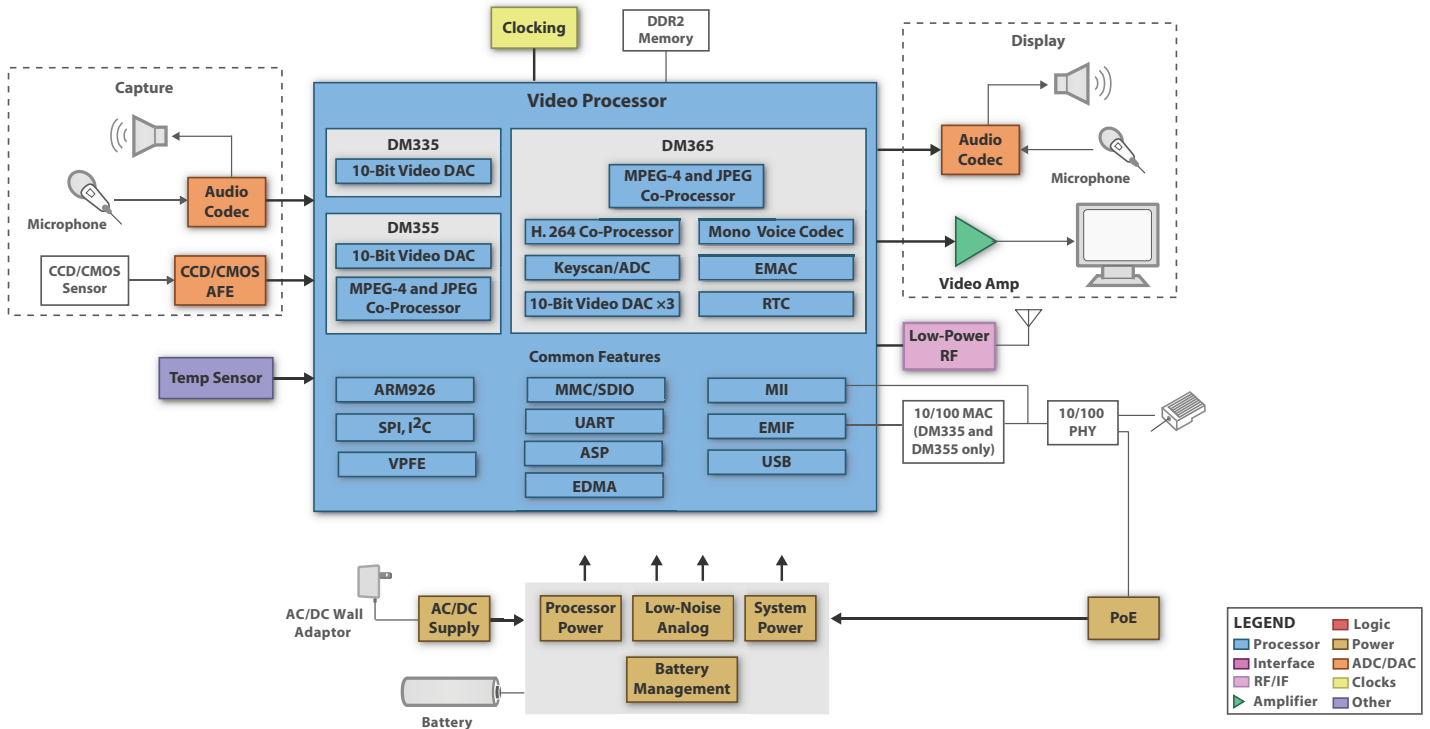 Clocking
DDR2
Memory
Capture
Microphone
Audio
Codec
CCD/CMOS
Sensor
CCD/CMOS
AFE
Temp Sensor
Video Processor
DM335
10-Bit Video DAC
DM355
10-Bit Video DAC
MPEG-4 and JPEG
Co-Processor
DM365
MPEG-4 and JPEG
Co-Processor
H. 264 Co-Processor
Mono Voice Codec
Keyscan/ADC
EMAC
10-Bit Video DAC ×3
RTC
Common Features
ARM926
MMC/SDIO
MII
SPI, I²C
UART
EMIF
VPFE
ASP
USB
EDMA
Display
Audio
Codec
Microphone
Video Amp
Low-Power
RF
10/100 MAC
(DM335 and
DM355 only)
10/100
PHY
AC/DC Wall
Adaptor
AC/DC
Supply
Processor
Power
Low-Noise
Analog
System
Power
Battery
Management
Battery
PoE
LEGEND
Logic
Processor
Power
Interface
ADC/DAC
RF/IF
Clocks
Amplifier
Other